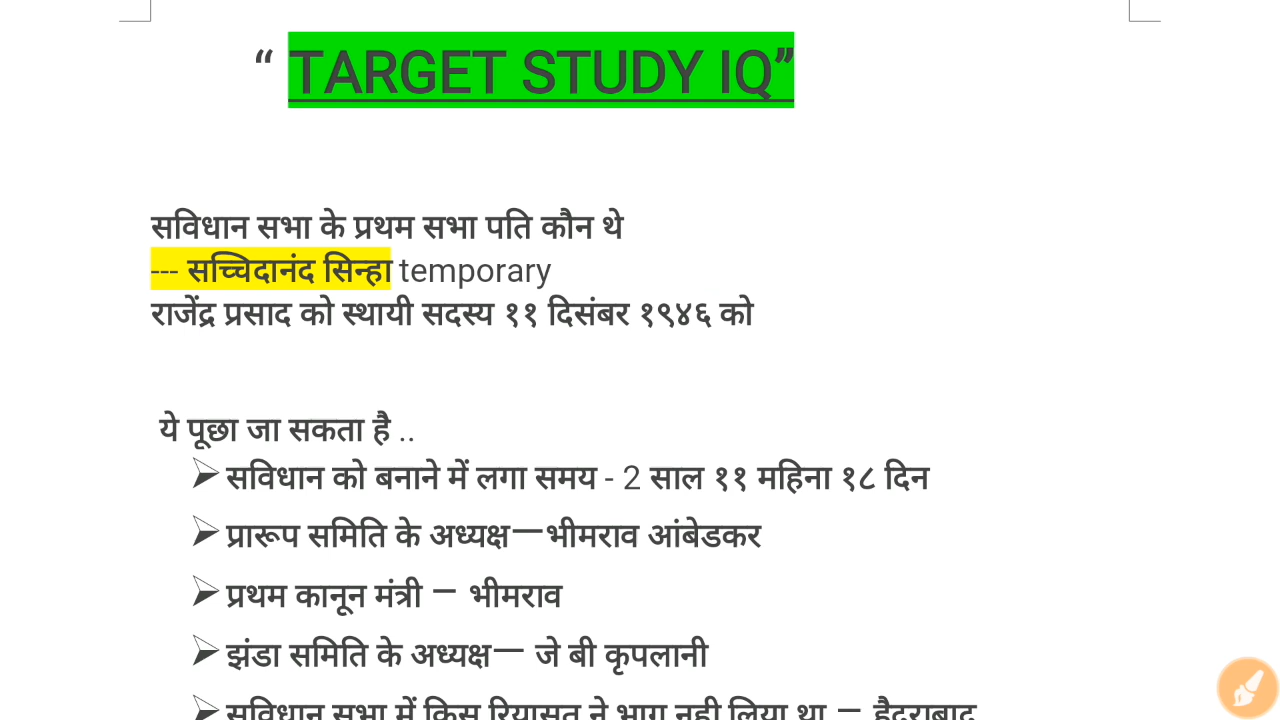 “ TARGET STUDY IQ”
सविधान सभा के प्रथम सभा पति कौन थे
--- सच्चिदानंद सिन्हा temporary
राजेंद्र प्रसाद को स्थायी सदस्य ११ दिसंबर १९४६ को
ये पूछा जा सकता है ..
➢ सविधान को बनाने में लगा समय - 2 साल ११ महिना १८ दिन
➢ प्रारूप समिति के अध्यक्ष—भीमराव आंबेडकर
➢ प्रथम कानून मंत्री – भीमराव
➢ झंडा समिति के अध्यक्ष— जे बी कृपलानी
➢ सविधान सभा में किस रियासत ने भाग नही लिया था – हैदराबाद